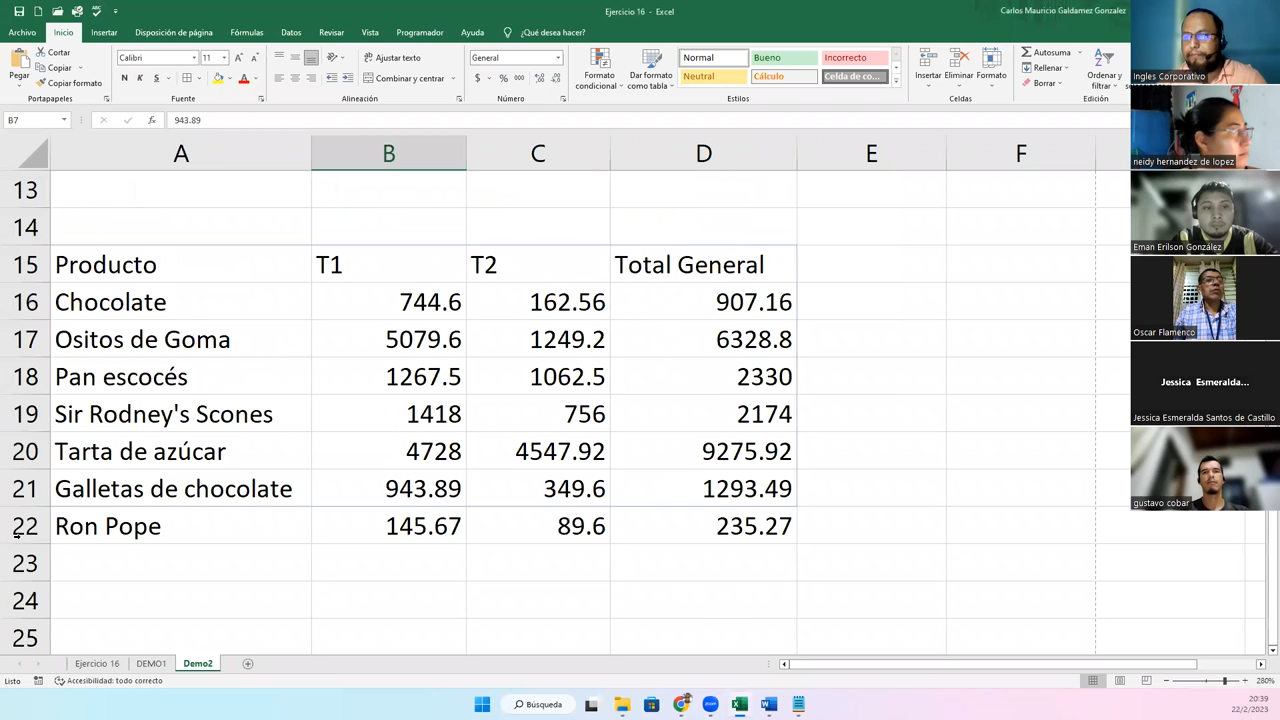 Ejercicio 16 - Excel
Carlos Mauricio Galdamez Gonzalez
Archivo Inicio Insertar Disposición de página Fórmulas Datos Revisar Vista Programador Ayuda ¿Qué desea hacer?
Pegar
Cortar
Copiar
Copiar formato
Portapapeles
Calibri 11
N K S
Fuente
Ajustar texto
Combinar y centrar
Alineación
General
$ % 000
Número
Formato condicional
Dar formato como tabla
Normal Bueno Incorrecto
Neutral Cálculo Celda de co...
Estilos
Insertar Eliminar Formato
Celdas
Autosuma
Rellenar
Borrar
Ordenar y filtrar
Edición
B7 fx 943.89
A B C D E F
13
14
15 Producto T1 T2 Total General
16 Chocolate 744.6 162.56 907.16
17 Ositos de Goma 5079.6 1249.2 6328.8
18 Pan escocés 1267.5 1062.5 2330
19 Sir Rodney's Scones 1418 756 2174
20 Tarta de azúcar 4728 4547.92 9275.92
21 Galletas de chocolate 943.89 349.6 1293.49
22 Ron Pope 145.67 89.6 235.27
23
24
25
Ingles Corporativo
neidy hernandez de lopez
Eman Erilson González
Oscar Flamenco
Jessica Esmeralda...
Jessica Esmeralda Santos de Castillo
gustavo cobar
Ejercicio 16 DEMO1 Demo2
Listo Accesibilidad: todo correcto 280%
Búsqueda
zoom
20:39
22/2/2023